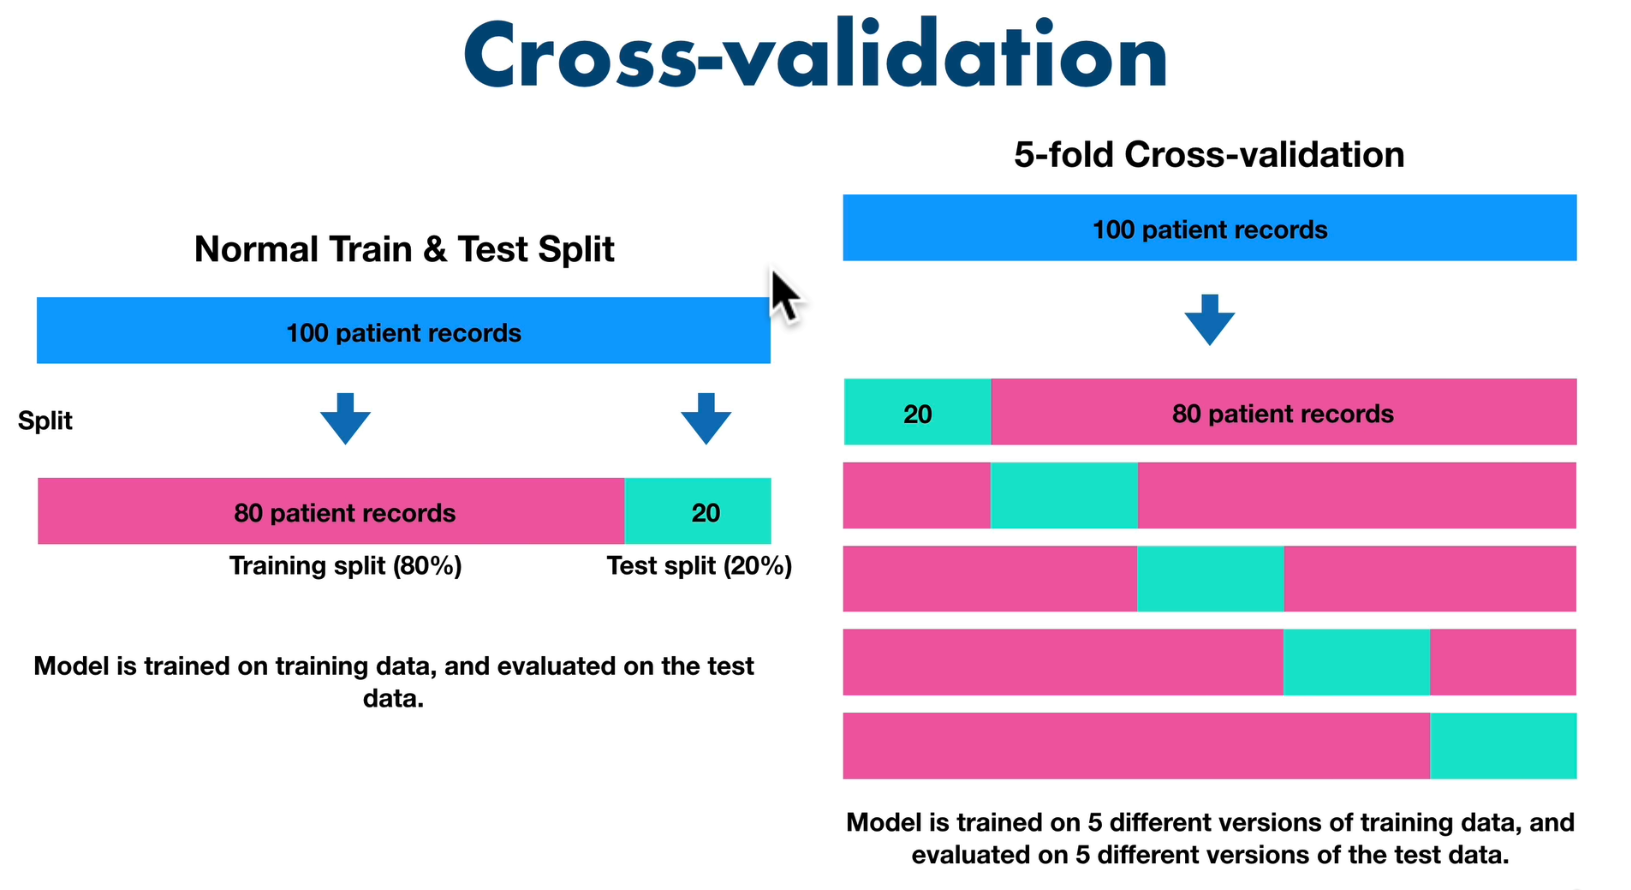 Cross-validation
Normal Train & Test Split
100 patient records
Split
80 patient records
20
Training split (80%)
Test split (20%)
Model is trained on training data, and evaluated on the test
data.
5-fold Cross-validation
100 patient records
20
80 patient records
Model is trained on 5 different versions of training data, and
evaluated on 5 different versions of the test data.